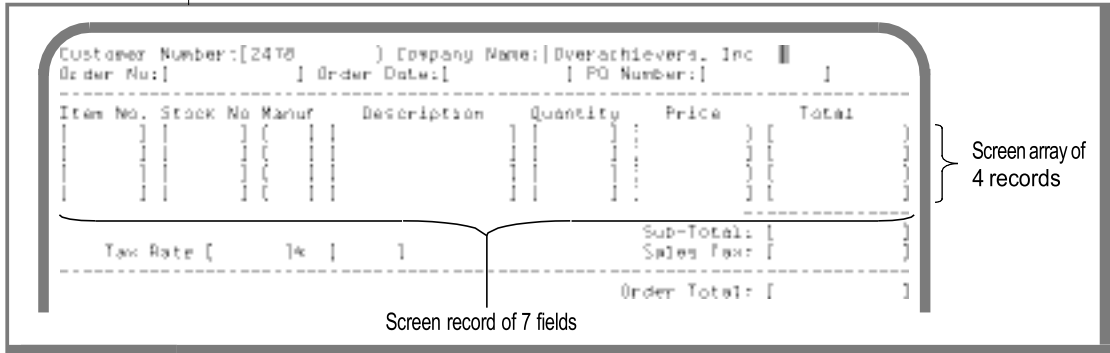 Customer Number:[2478 ] Company Name:[Overachievers, Inc ]
Order No:[ ] Order Date:[ ] PO Number:[ ]
Item No. Stock No Manuf Description Quantity Price Total
[ ] [ ] [ ] [ ] [ ] [ ] [ ]
[ ] [ ] [ ] [ ] [ ] [ ] [ ]
[ ] [ ] [ ] [ ] [ ] [ ] [ ]
[ ] [ ] [ ] [ ] [ ] [ ] [ ]
Screen array of
4 records
Sub-Total: [ ]
Tax Rate [ ]% [ ] Sales Tax: [ ]
Order Total: [ ]
Screen record of 7 fields